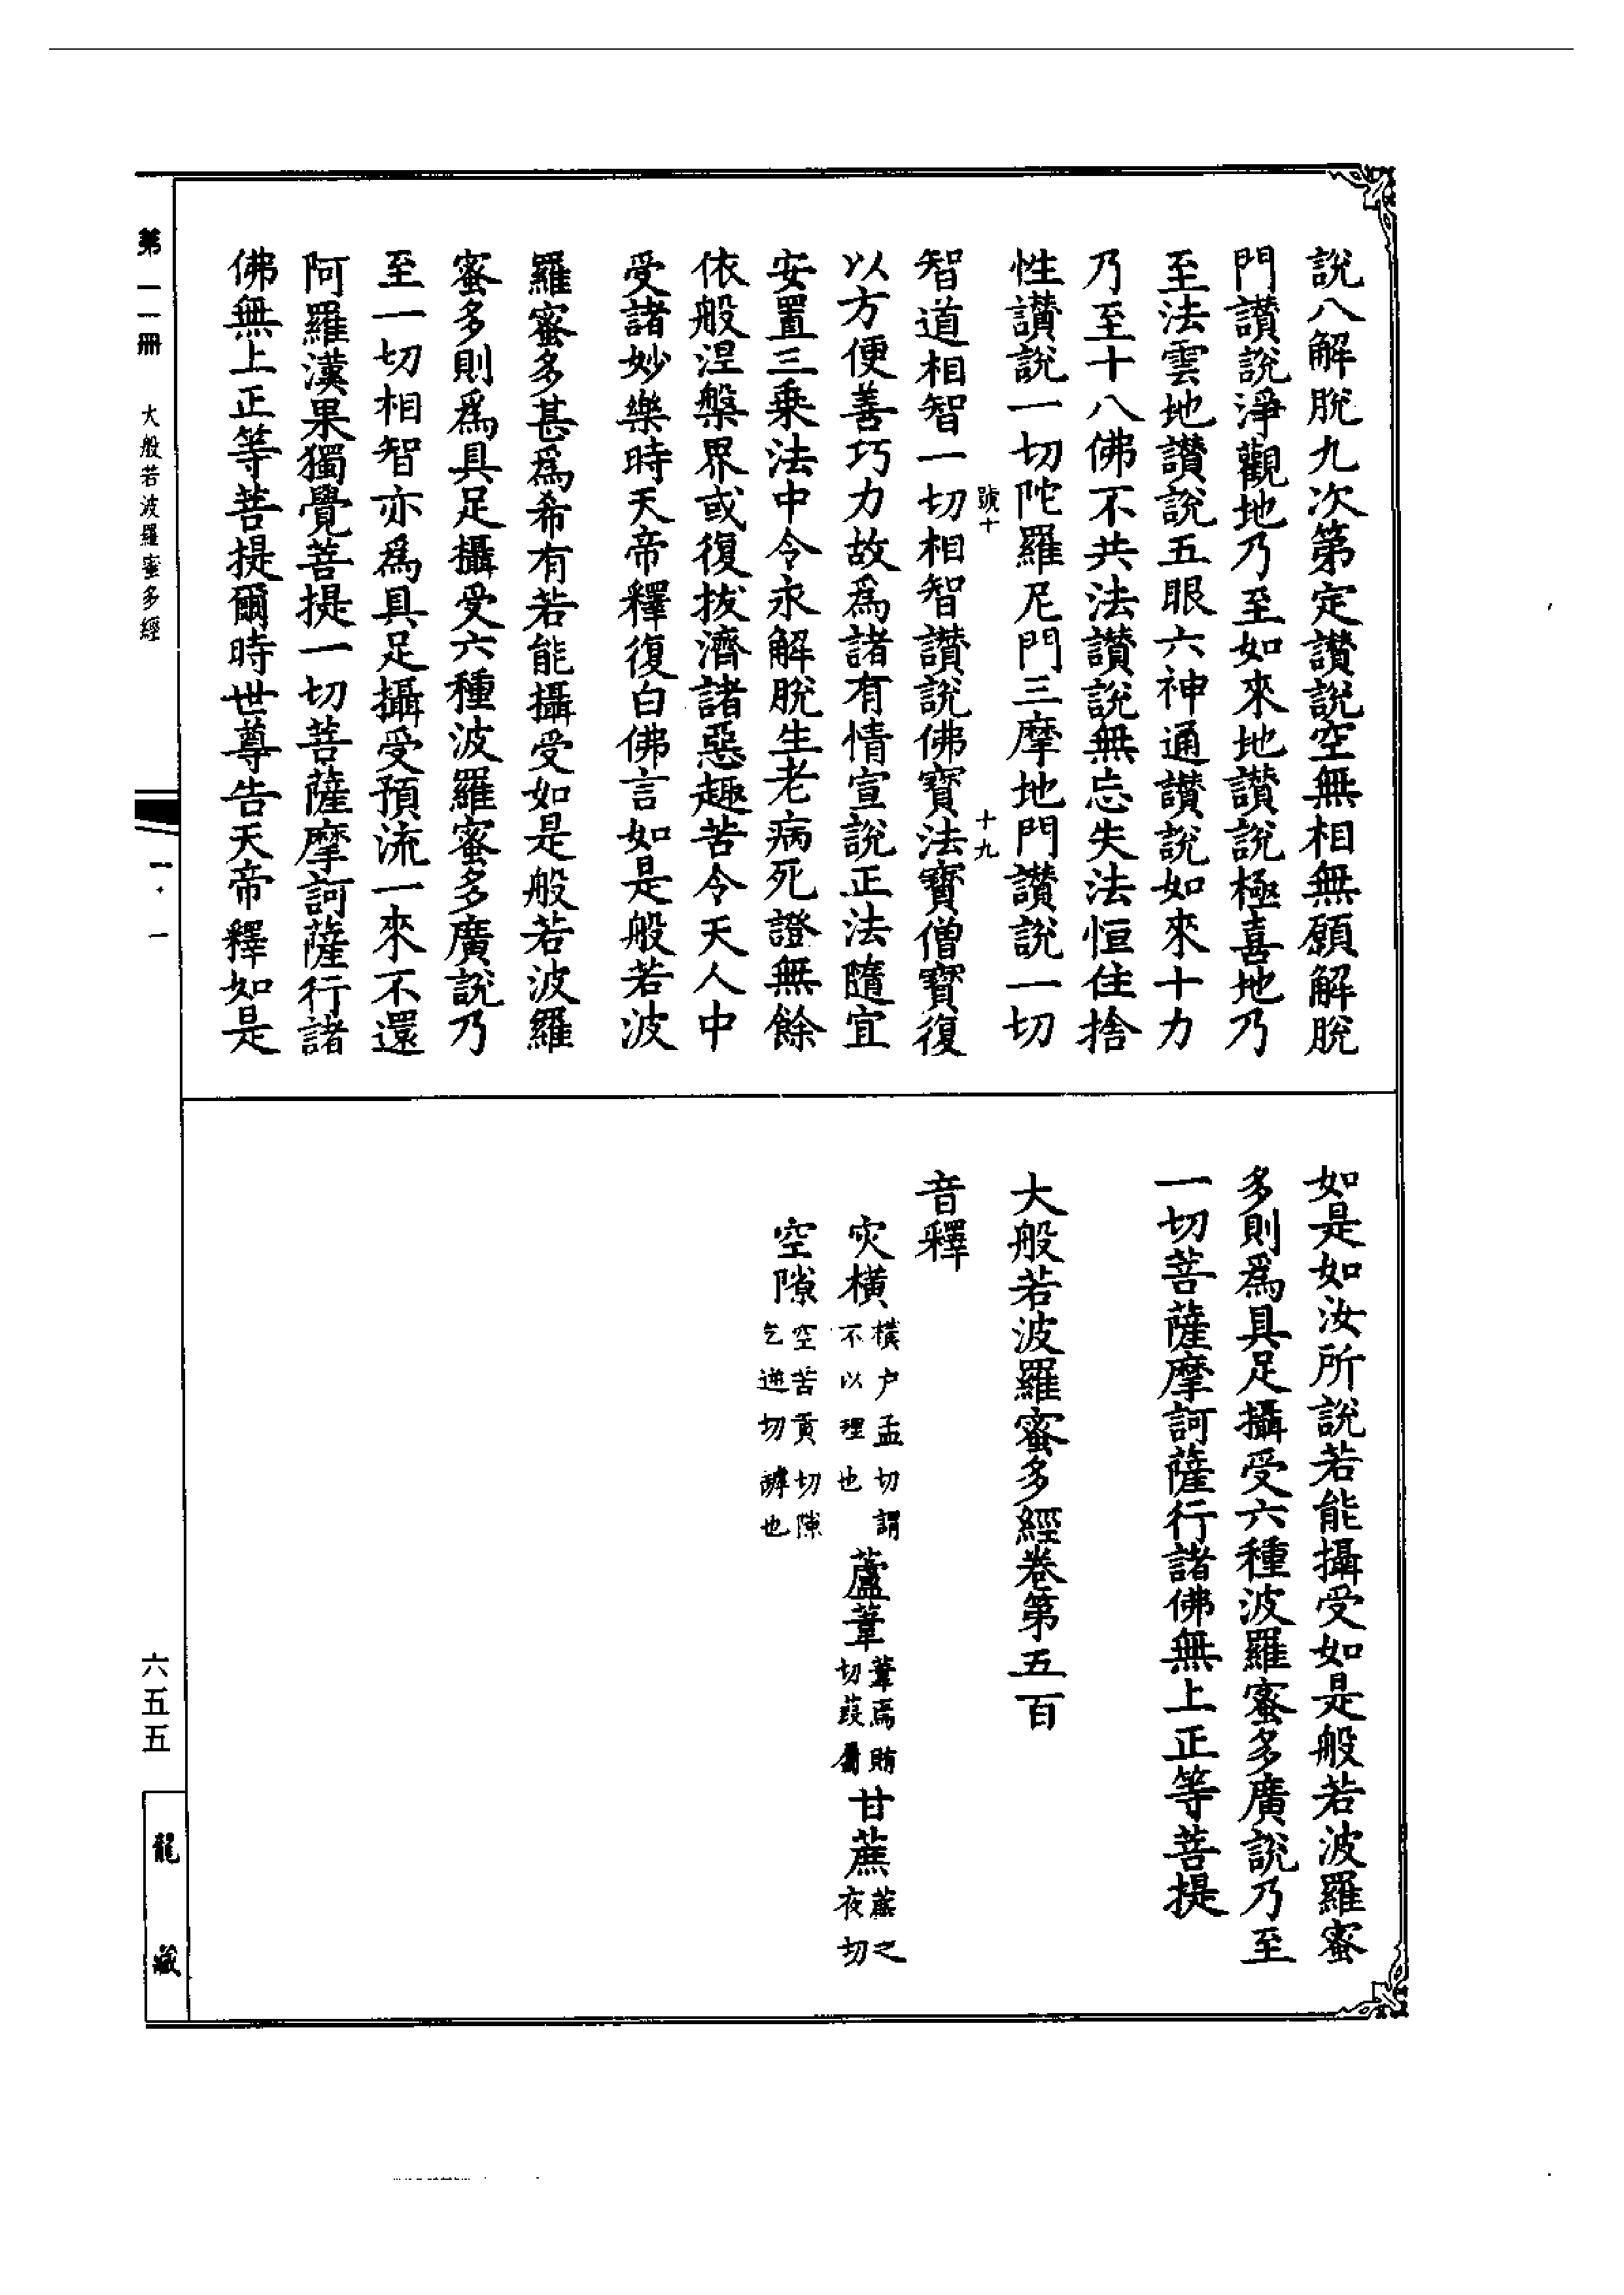 說八解脫九次第定讚說空無相無願解脫
門讚說淨觀地乃至如來地讚說極喜地乃
至法雲地讚說五眼六神通讚說如來十力
乃至十八佛不共法讚說無忘失法恒住捨
性讚說一切陀羅尼門三摩地門讚說一切
號十 十九
智道相智一切相智讚說佛寶法寶僧寶復
以方便善巧力故爲諸有情宣說正法隨宜
安置三乘法中令永解脫生老病死證無餘
依般涅槃界或復拔濟諸惡趣苦令天人中
受諸妙樂時天帝釋復白佛言如是般若波
羅蜜多甚爲希有若能攝受如是般若波羅
蜜多則爲具足攝受六種波羅蜜多廣說乃
至一切相智亦爲具足攝受預流一來不還
阿羅漢果獨覺菩提一切菩薩摩訶薩行諸
佛無上正等菩提爾時世尊告天帝釋如是
如是如汝所說若能攝受如是般若波羅蜜
多則爲具足攝受六種波羅蜜多廣說乃至
一切菩薩摩訶薩行諸佛無上正等菩提
大般若波羅蜜多經卷第五百
音釋
灾橫橫户孟切謂不以理也 蘆葦葦爲賄切葭屬 甘蔗蔗之夜切
空隙空苦貢切隙乞逆切罅也
第一一冊 大般若波羅蜜多經 一·一 六五五 龍藏